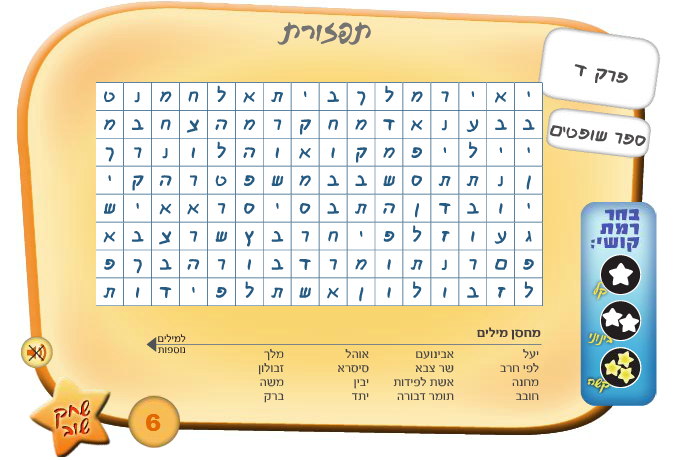 תפזורת
פרק ד
ספר שופטים
י א י ר מ ל ך ב י ת א ל ח מ נ ט
ב ב ע נ א ד מ ח ק ר מ ה צ ח ב מ
י י ל י פ מ ק ו א ו ה ל ו נ ר ך
ן נ ת ת ס ש ב ב מ ש פ ט ר ה ק י
י ו ב ד ן ה ת ב ס י ס ר א א י ש
ג ע ו ז ל פ י ח ר ב ץ ש ר צ ב א
פ ם ר נ ת ו מ ר ד ב ו ר ה ב ך פ
ל ז ב ו ל ו ן א ש ת ל פ י ד ו ת
בחר
רמת
קושי:
קל
בינוני
קשה
מחסן מילים
למילים
נוספות
יעל אבינועם אוהל מלך
לפי חרב שר צבא סיסרא זבולון
מחנה אשת לפידות יבין משה
חובב תומר דבורה יתד ברק
6
שחק
שוב